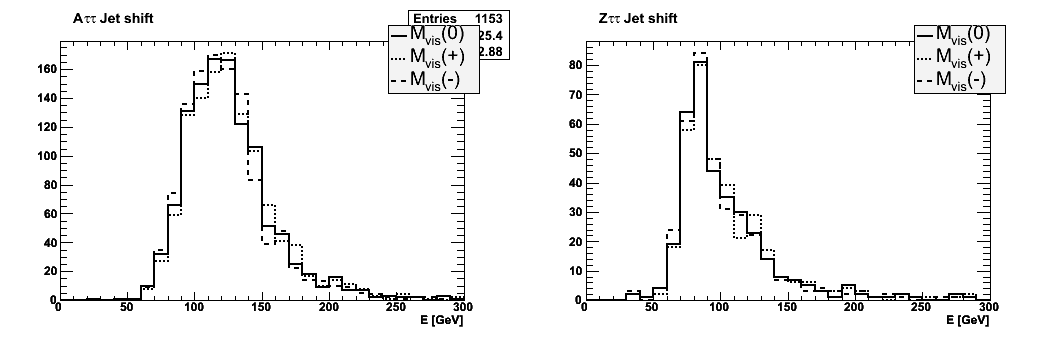 Aττ Jet shift
Entries 1153
25.4
2.88
M_vis(0)
M_vis(+)
M_vis(-)
160
140
120
100
80
60
40
20
0
0 50 100 150 200 250 300
E [GeV]
Zττ Jet shift
M_vis(0)
M_vis(+)
M_vis(-)
80
70
60
50
40
30
20
10
0
0 50 100 150 200 250 300
E [GeV]